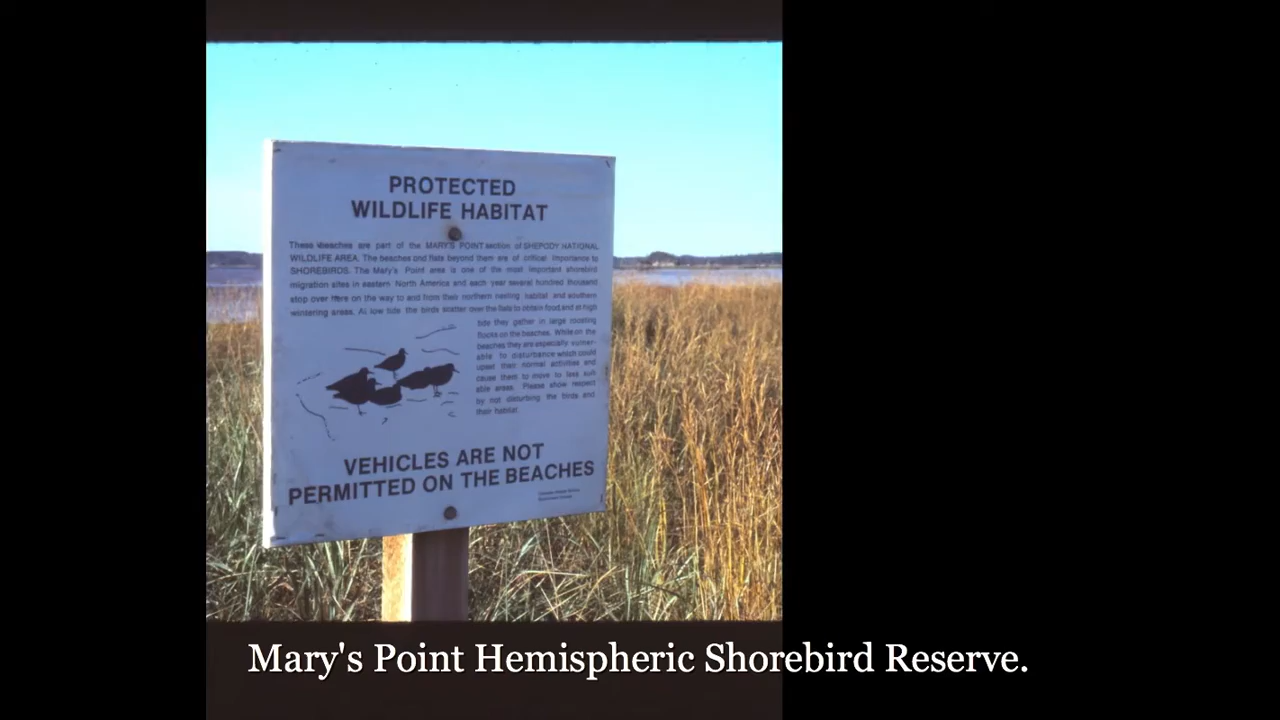 PROTECTED
WILDLIFE HABITAT
These beaches are part of the MARY'S POINT section of SHEPODY NATIONAL
WILDLIFE AREA. The beaches and flats beyond them are of critical importance to
SHOREBIRDS. The Mary's Point area is one of the most important shorebird
migration sites in eastern North America and each year several hundred thousand
stop over here on the way to and from their northern nesting habitat and southern
wintering areas. At low tide the birds scatter over the flats to obtain food, and at high
tide they gather in large roosting
flocks on the beaches. While on the
beaches they are especially vulner-
able to disturbance which could
upset their normal activities and
cause them to move to less suit-
able areas. Please show respect
by not disturbing the birds and
their habitat.
VEHICLES ARE NOT
PERMITTED ON THE BEACHES
Mary's Point Hemispheric Shorebird Reserve.